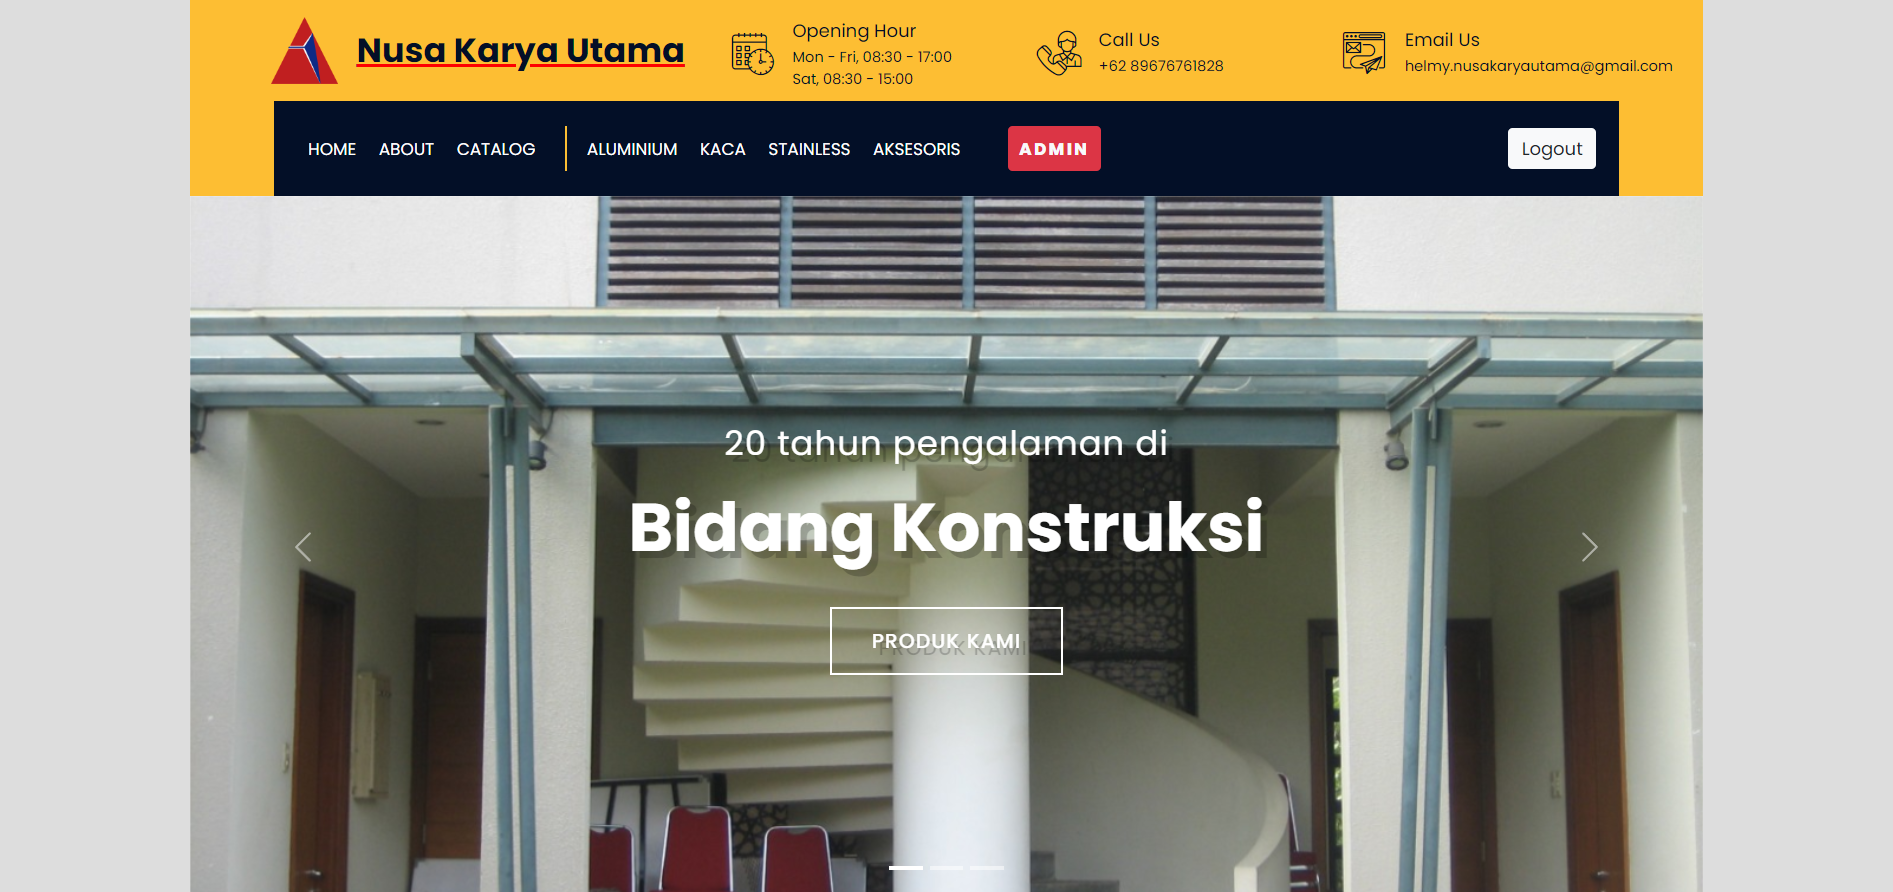 Nusa Karya Utama
Opening Hour
Mon - Fri, 08:30 - 17:00
Sat, 08:30 - 15:00
Call Us
+62 89676761828
Email Us
helmy.nusakaryautama@gmail.com
HOME ABOUT CATALOG ALUMINIUM KACA STAINLESS AKSESORIS ADMIN Logout
20 tahun pengalaman di
Bidang Konstruksi
PRODUK KAMI